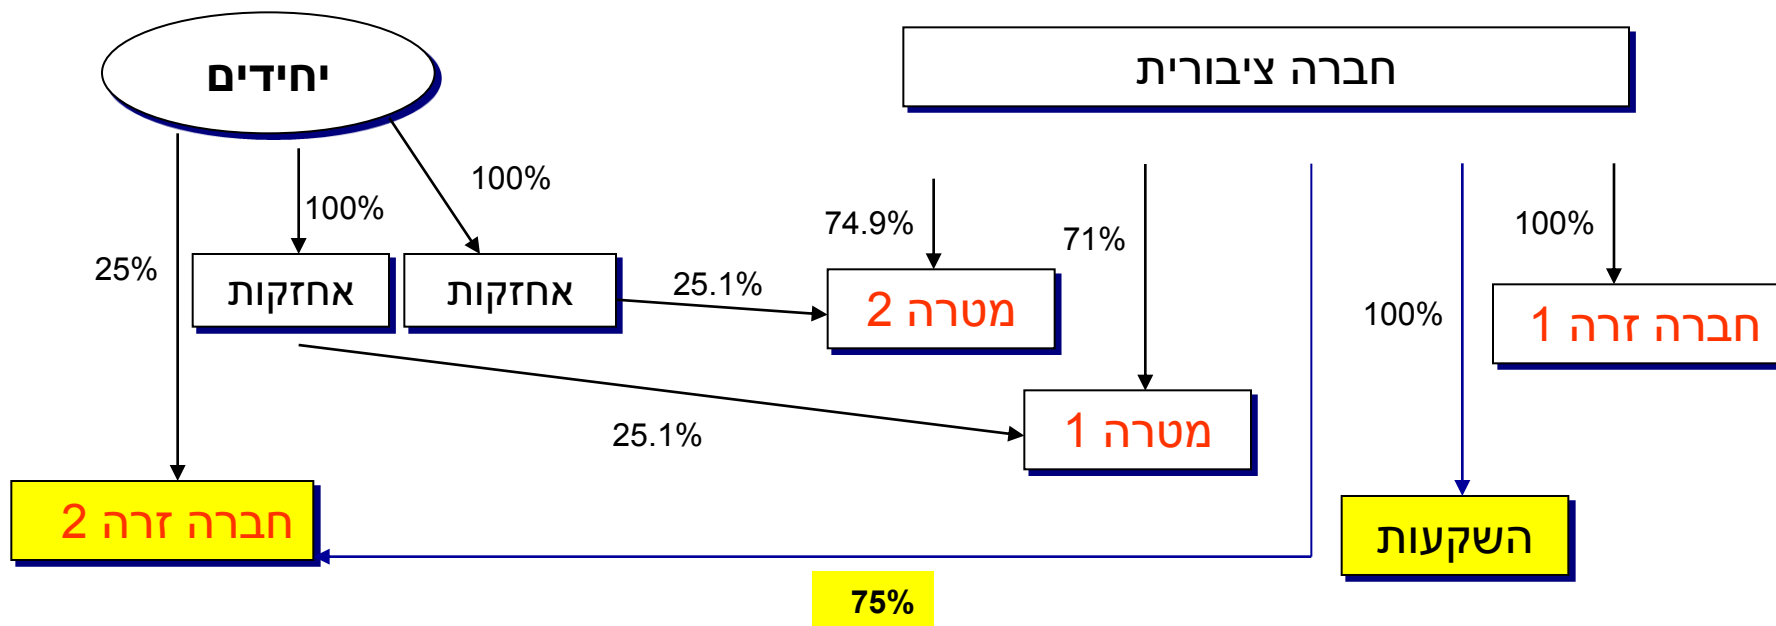 יחידים
חברה ציבורית
100%
100%
25%
74.9%
71%
100%
100%
אחזקות
אחזקות
25.1%
מטרה 2
חברה זרה 1
25.1%
מטרה 1
חברה זרה 2
השקעות
75%